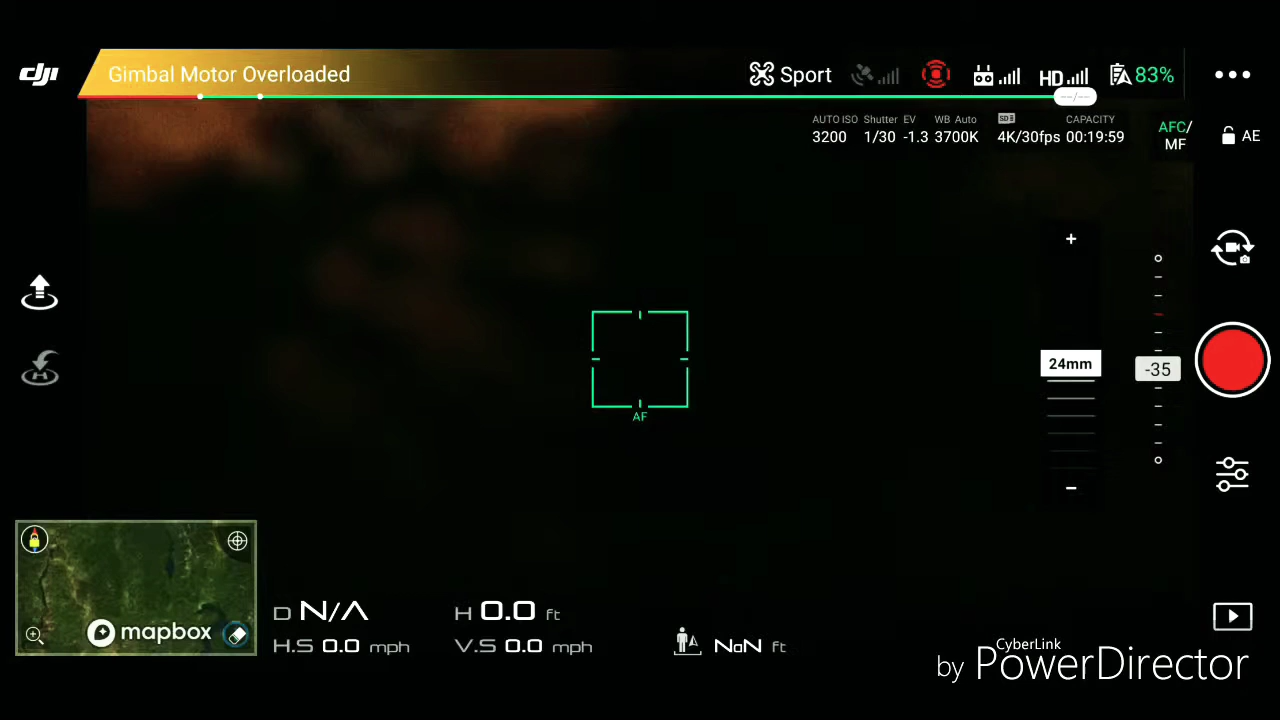 dji
Gimbal Motor Overloaded
Sport
HD
83%
--/--
AUTO ISO Shutter EV WB Auto CAPACITY
3200 1/30 -1.3 3700K 4K/30fps 00:19:59
SD
AFC/
MF
AE
+
24mm
-35
AF
–
mapbox
D N/A
H 0.0 ft
H.S 0.0 mph
V.S 0.0 mph
H
NaN ft
CyberLink
by PowerDirector